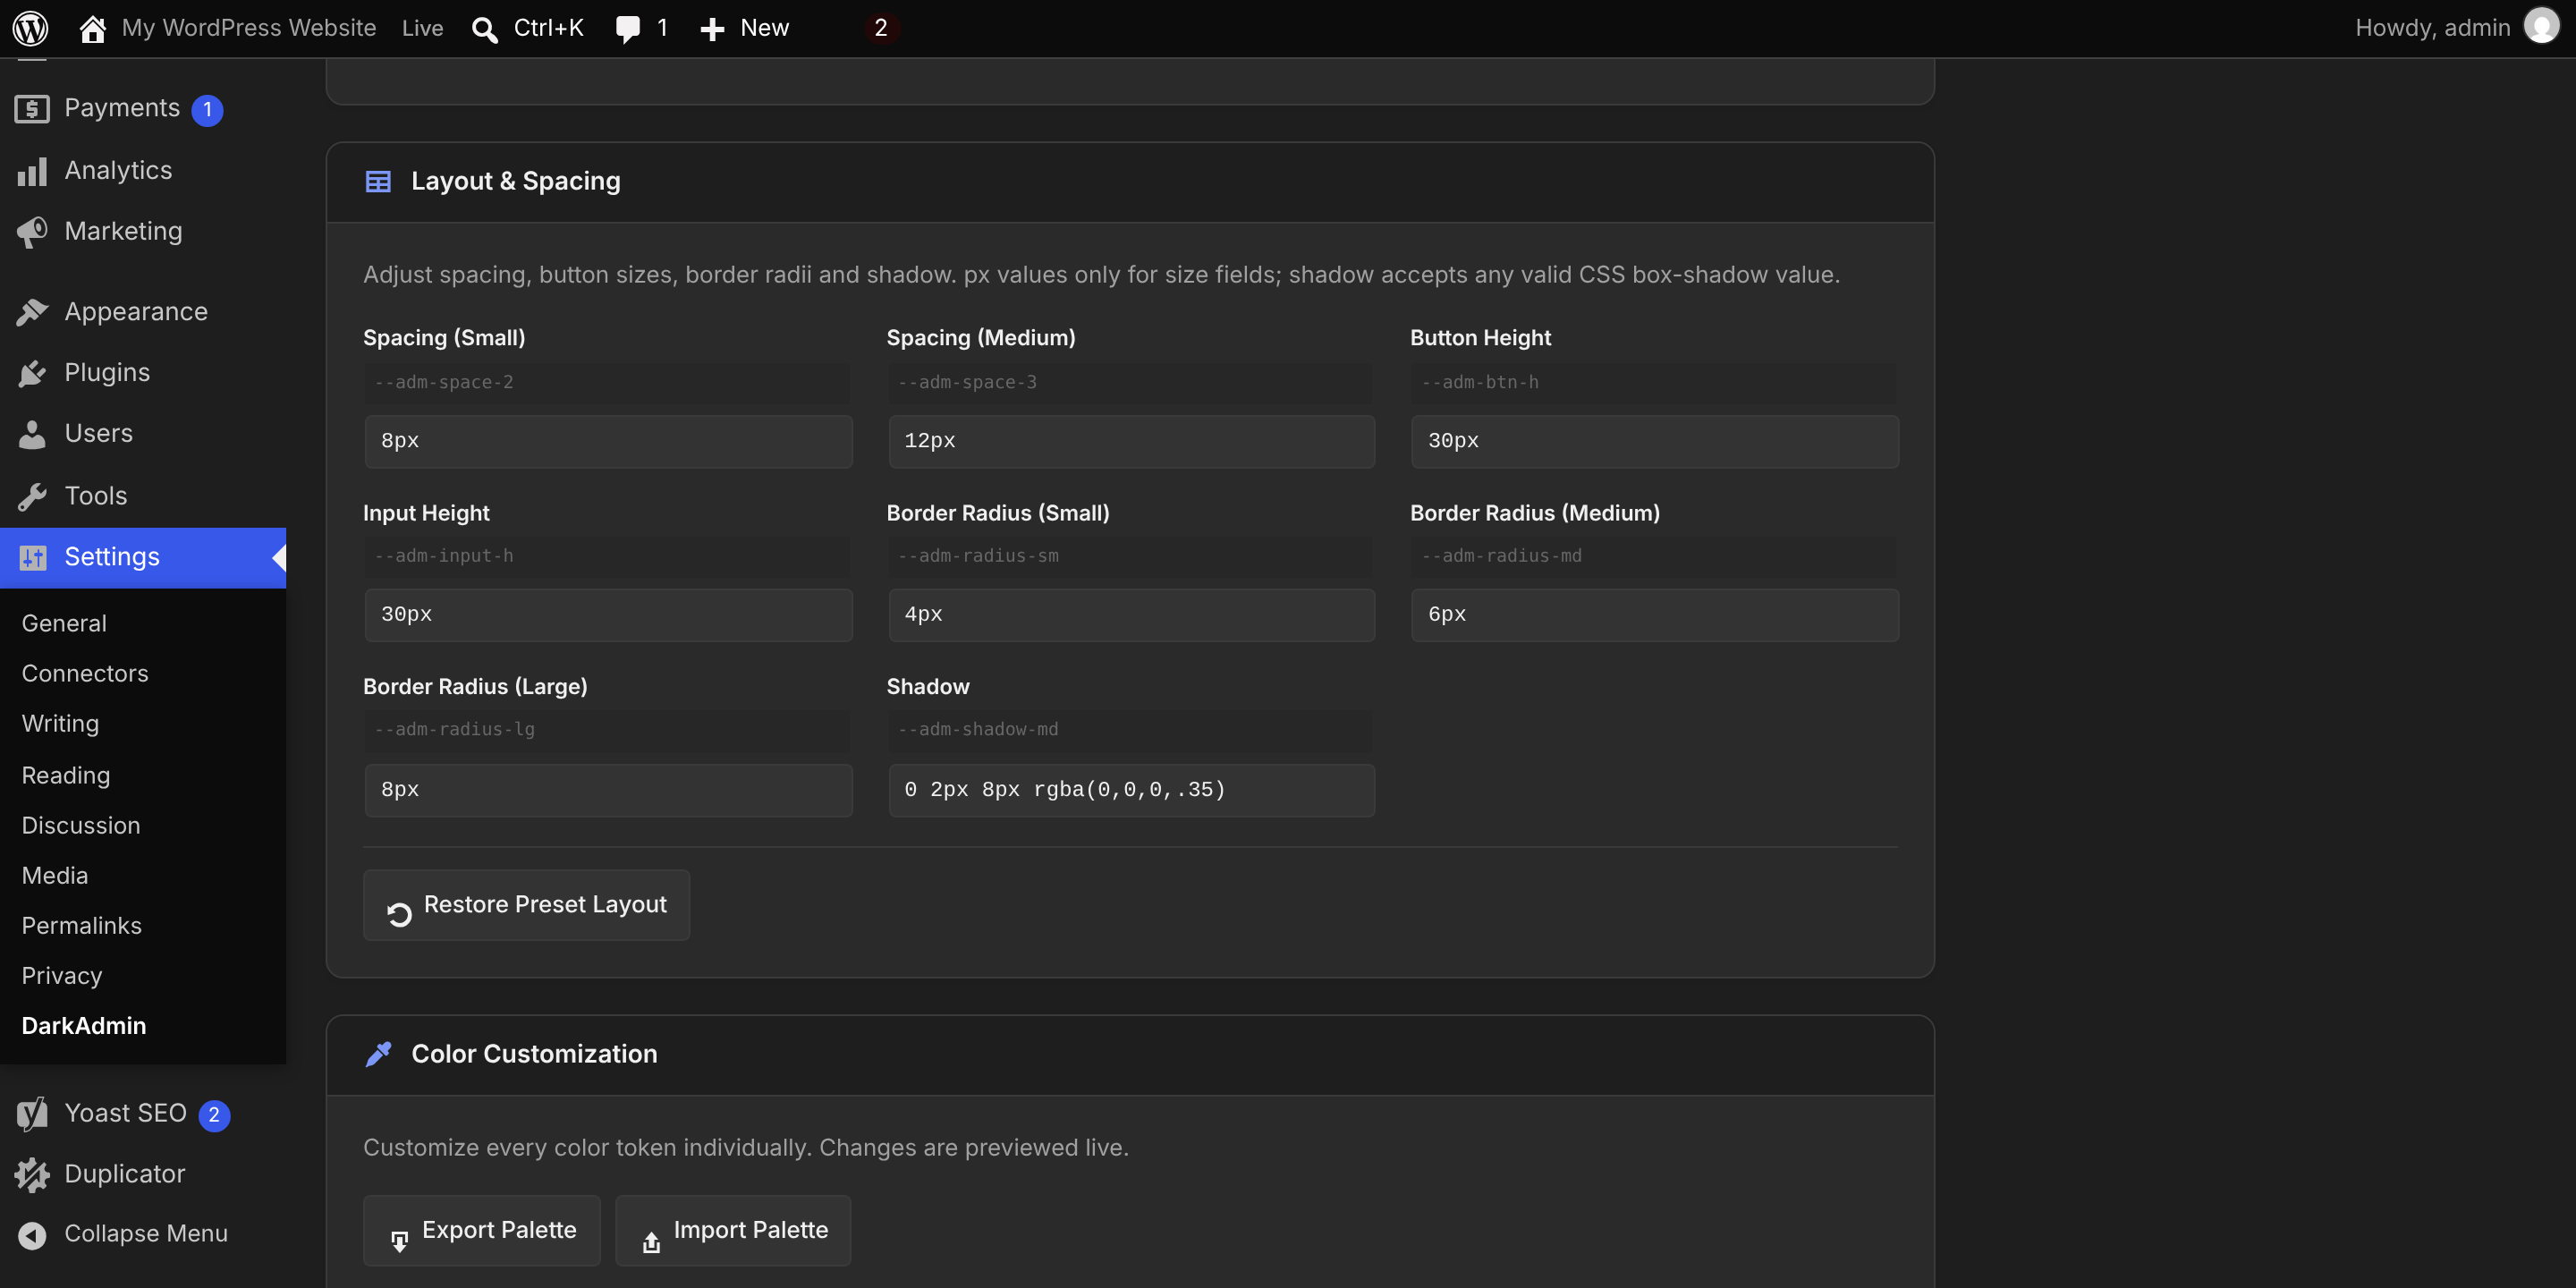 My WordPress Website Live Ctrl+K 1 New 2 Howdy, admin
Payments 1
Analytics
Marketing
Appearance
Plugins
Users
Tools
Settings
General
Connectors
Writing
Reading
Discussion
Media
Permalinks
Privacy
DarkAdmin
Yoast SEO 2
Duplicator
Collapse Menu
Layout & Spacing
Adjust spacing, button sizes, border radii and shadow. px values only for size fields; shadow accepts any valid CSS box-shadow value.
Spacing (Small) Spacing (Medium) Button Height
--adm-space-2 --adm-space-3 --adm-btn-h
8px 12px 30px
Input Height Border Radius (Small) Border Radius (Medium)
--adm-input-h --adm-radius-sm --adm-radius-md
30px 4px 6px
Border Radius (Large) Shadow
--adm-radius-lg --adm-shadow-md
8px 0 2px 8px rgba(0,0,0,.35)
Restore Preset Layout
Color Customization
Customize every color token individually. Changes are previewed live.
Export Palette Import Palette